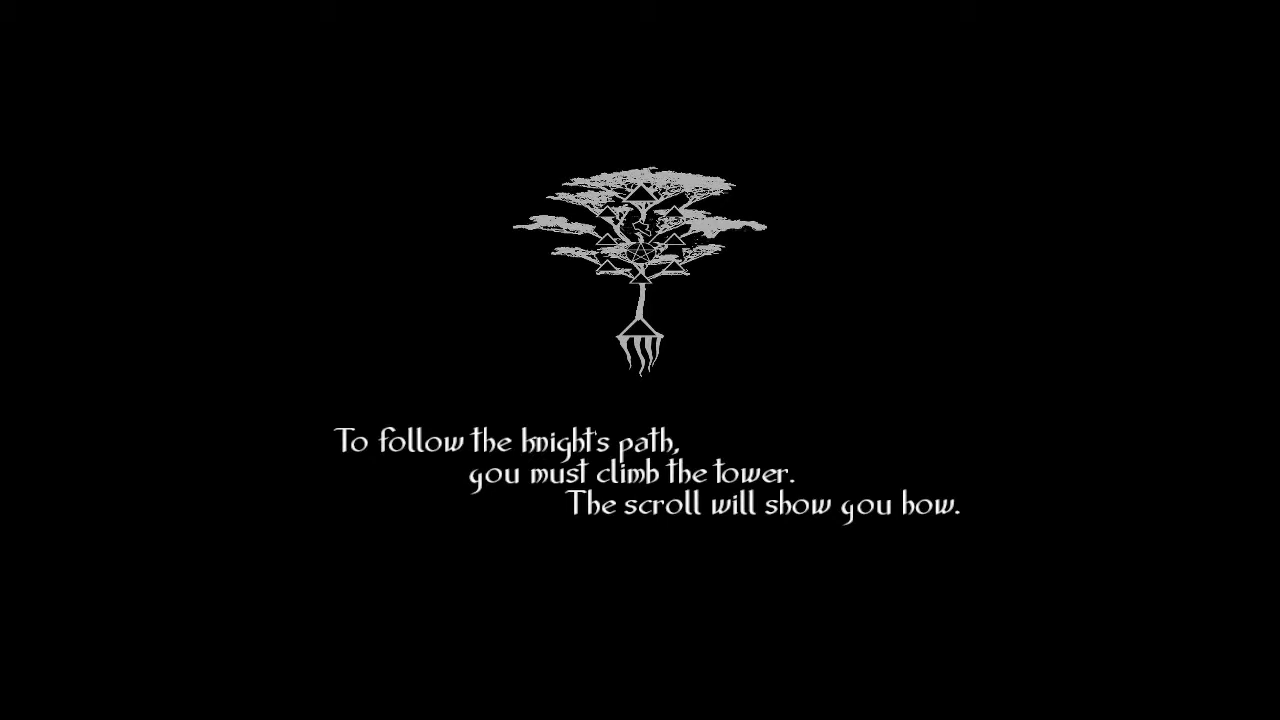 To follow the knight's path,
you must climb the tower.
The scroll will show you how.